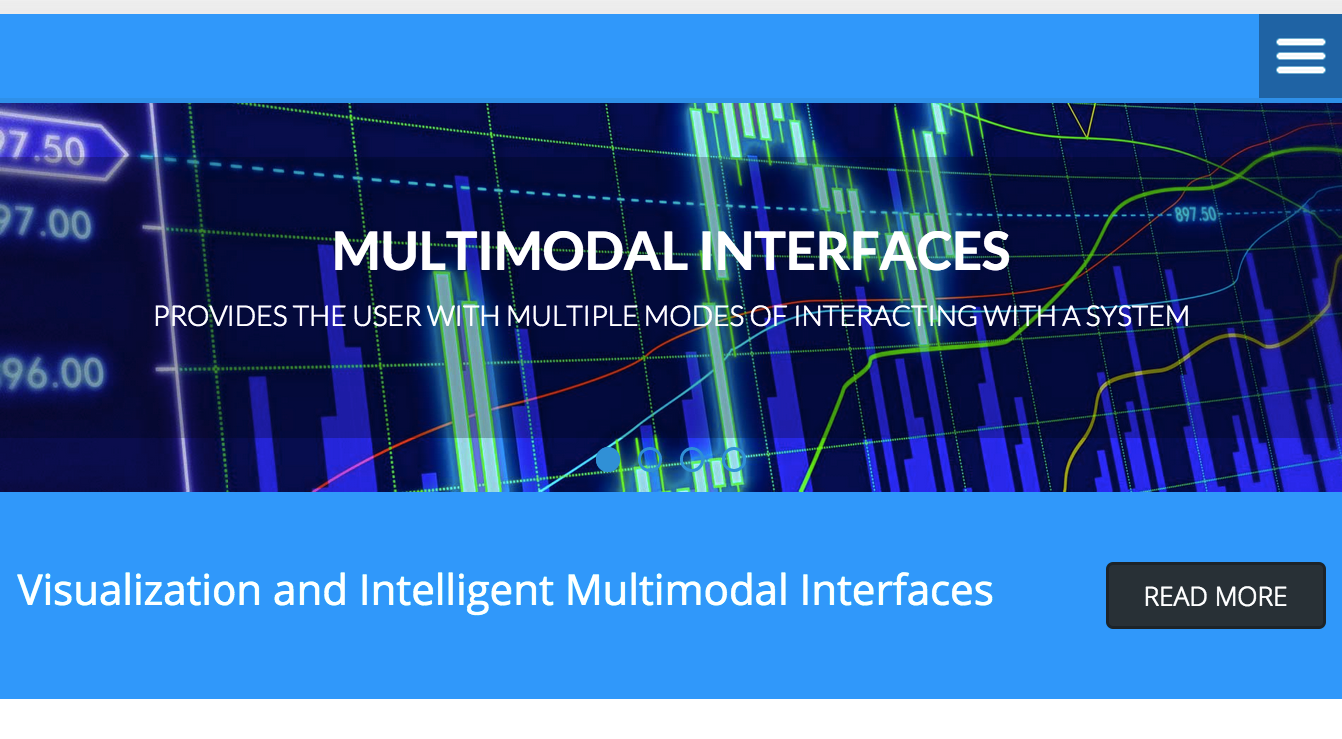 97.50
97.00
897.50
MULTIMODAL INTERFACES
PROVIDES THE USER WITH MULTIPLE MODES OF INTERACTING WITH A SYSTEM
896.00
Visualization and Intelligent Multimodal Interfaces
READ MORE